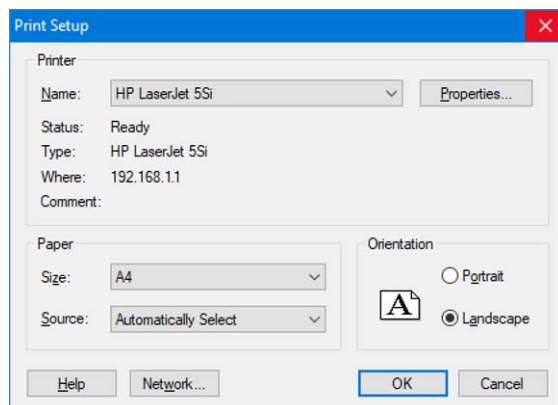 Print Setup
Printer
Name: HP LaserJet 5Si Properties...
Status: Ready
Type: HP LaserJet 5Si
Where: 192.168.1.1
Comment:
Paper
Size: A4
Source: Automatically Select
Orientation
A
Portrait
Landscape
Help Network... OK Cancel